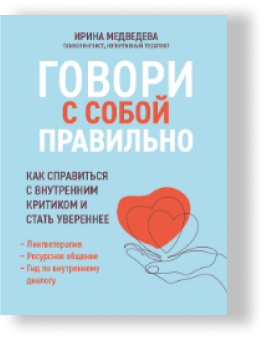 ИРИНА МЕДВЕДЕВА
психолингвист, когнитивный терапевт
ГОВОРИ
С СОБОЙ
ПРАВИЛЬНО
КАК СПРАВИТЬСЯ
С ВНУТРЕННИМ
КРИТИКОМ И
СТАТЬ УВЕРЕННЕЕ
– Лингветерапия
– Ресурсное общение
– Гид по внутреннему
диалогу